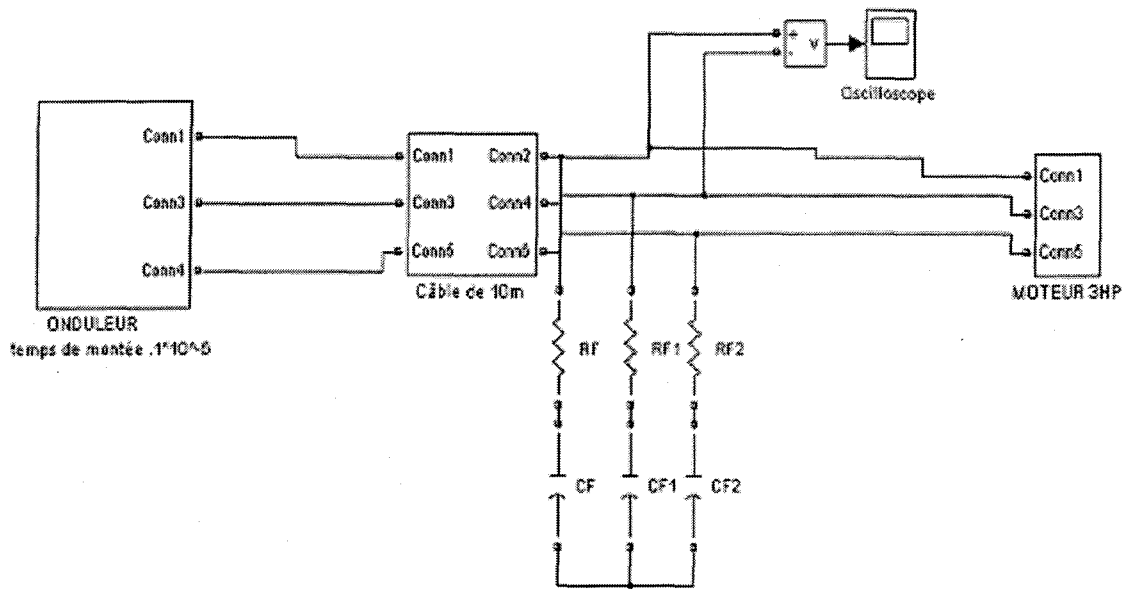 +
-
v
Oscilloscope
Conn1
Conn3
Conn4
ONDULEUR
temps de montée .1*10^-5
Conn1 Conn2
Conn3 Conn4
Conn5 Conn6
Câble de 10m
Conn1
Conn3
Conn5
MOTEUR 3HP
RF
RF1
RF2
CF
CF1
CF2